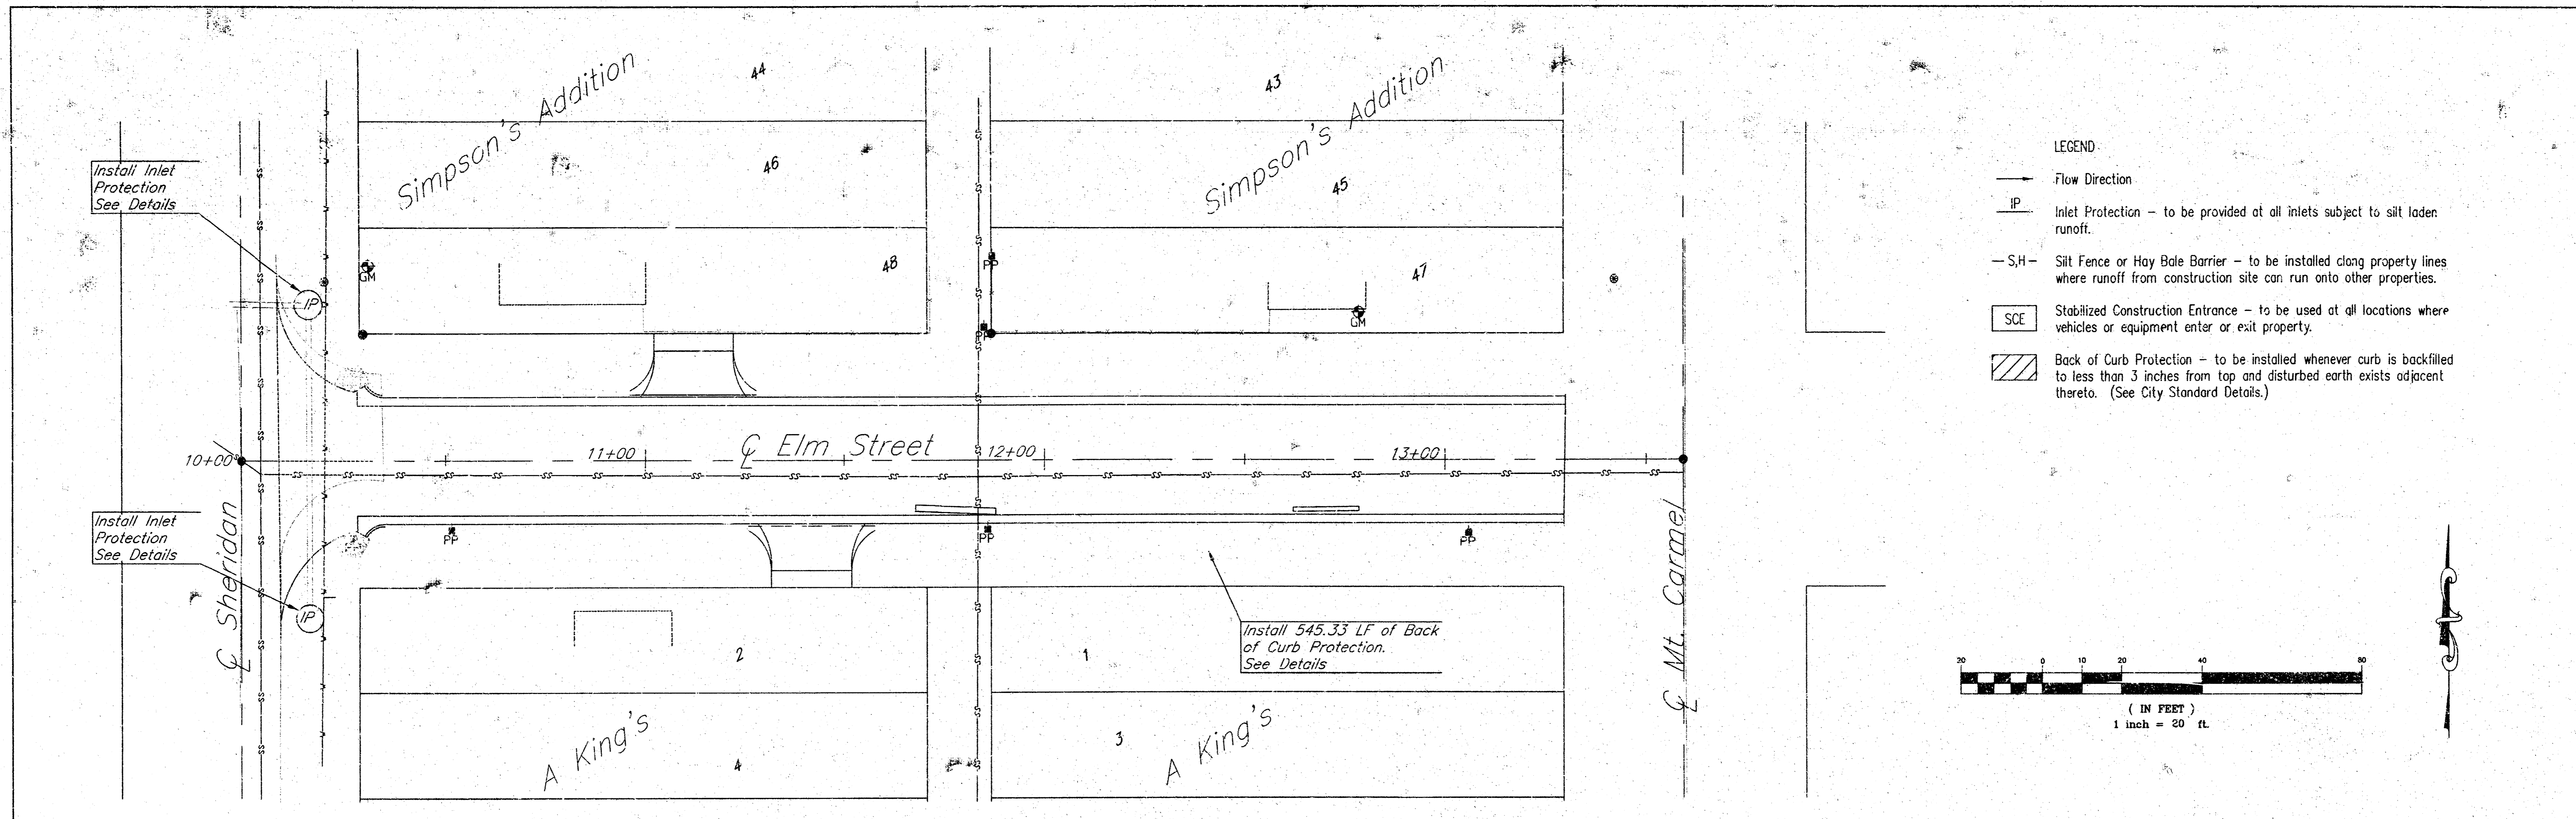 44
43
Simpson's Addition
Simpson's Addition
46
45
48
47
Install Inlet
Protection
See Details
IP
GM
PP
PP
GM
10+00
11+00
℄ Elm Street
12+00
13+00
SS
Install Inlet
Protection
See Details
IP
℄ Sheridan
PP
PP
PP
℄ Mt. Carmel
Install 545.33 LF of Back
of Curb Protection.
See Details
2
1
4
3
A King's
A King's
LEGEND
Flow Direction
IP
Inlet Protection – to be provided at all inlets subject to silt laden
runoff.
– S,H –
Silt Fence or Hay Bale Barrier – to be installed along property lines
where runoff from construction site can run onto other properties.
SCE
Stabilized Construction Entrance – to be used at all locations where
vehicles or equipment enter or exit property.
Back of Curb Protection – to be installed whenever curb is backfilled
to less than 3 inches from top and disturbed earth exists adjacent
thereto. (See City Standard Details.)
20 0 10 20 40 80
( IN FEET )
1 inch = 20 ft.